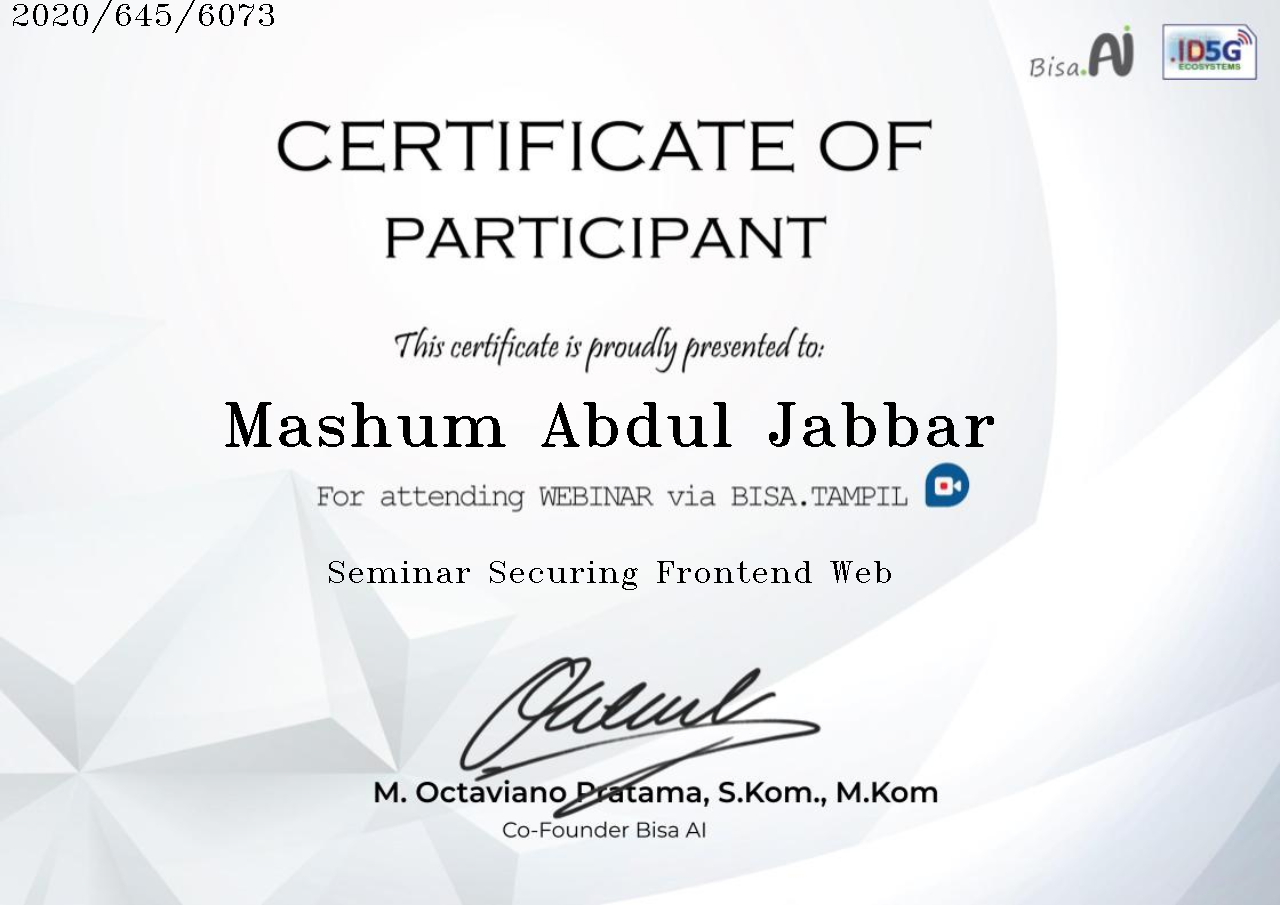 2020/645/6073
Bisa.Ai
.ID5G
ECOSYSTEMS
CERTIFICATE OF
PARTICIPANT
This certificate is proudly presented to:
Mashum Abdul Jabbar
For attending WEBINAR via BISA.TAMPIL
Seminar Securing Frontend Web
M. Octaviano Pratama, S.Kom., M.Kom
Co-Founder Bisa AI